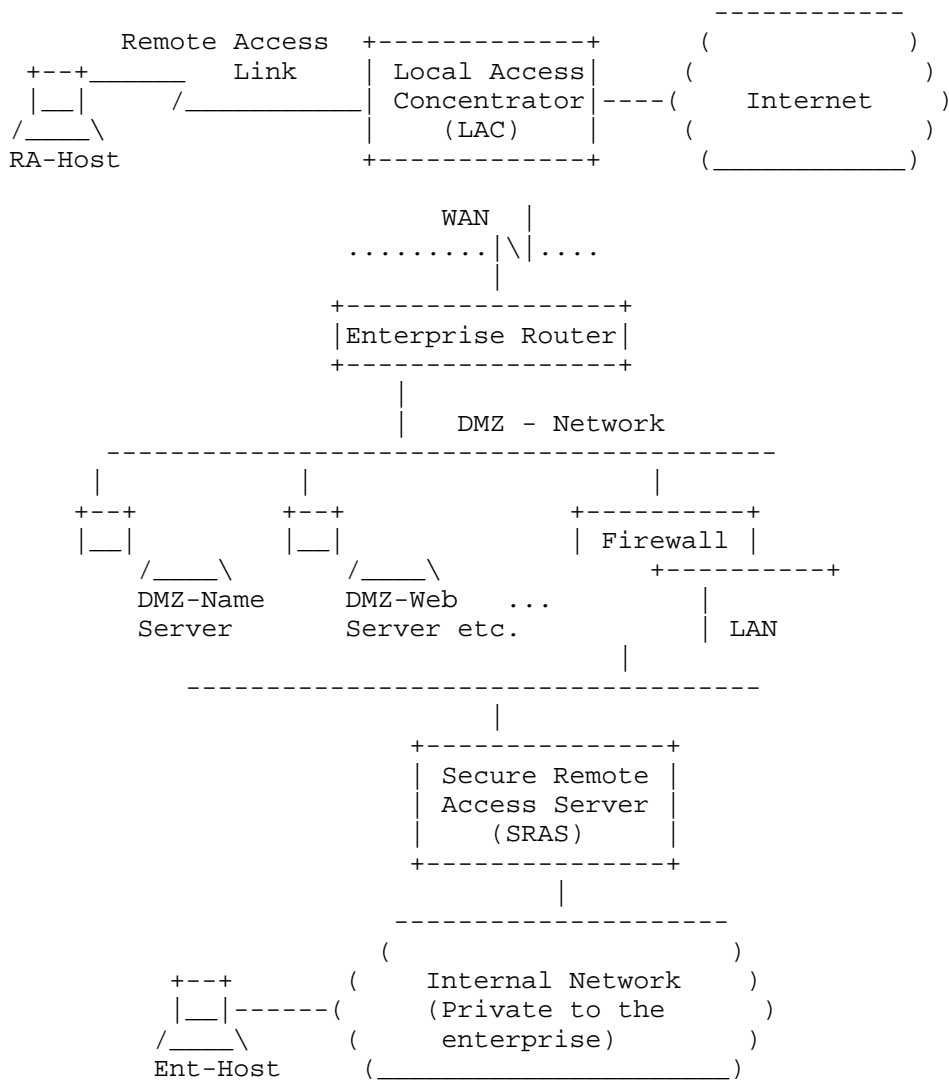 Remote Access
Link Local Access
Concentrator Internet
(LAC)
RA-Host
WAN
Enterprise Router
DMZ - Network
Firewall
DMZ-Name DMZ-Web ...
Server Server etc. LAN
Secure Remote
Access Server
(SRAS)
Internal Network
(Private to the
enterprise)
Ent-Host